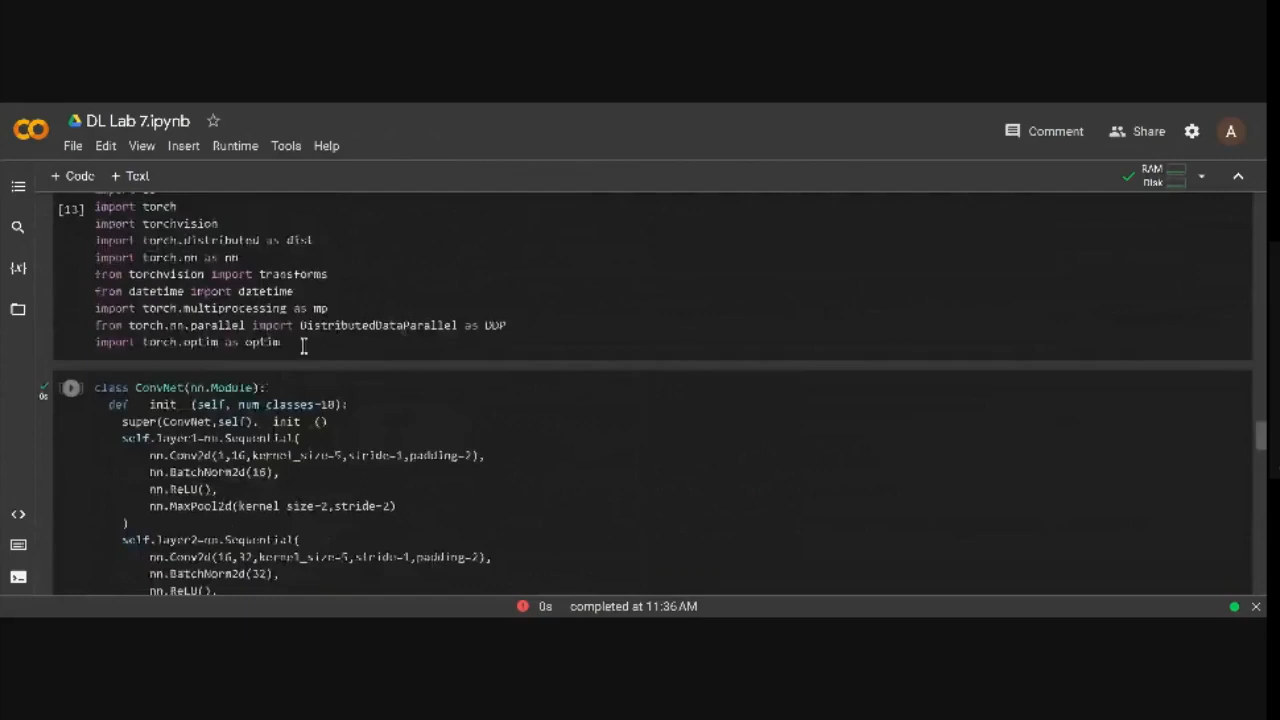 DL Lab 7.ipynb
Comment
Share
A
File Edit View Insert Runtime Tools Help
+ Code + Text
RAM
Disk
[13]
import torch
import torchvision
import torch.distributed as dist
import torch.nn as nn
from torchvision import transforms
from datetime import datetime
import torch.multiprocessing as mp
from torch.nn.parallel import DistributedDataParallel as DDP
import torch.optim as optim
0s
class ConvNet(nn.Module):
def __init__(self, num_classes=10):
super(ConvNet,self).__init__()
self.layer1=nn.Sequential(
nn.Conv2d(1,16,kernel_size=5,stride=1,padding=2),
nn.BatchNorm2d(16),
nn.ReLU(),
nn.MaxPool2d(kernel_size=2,stride=2)
)
self.layer2=nn.Sequential(
nn.Conv2d(16,32,kernel_size=5,stride=1,padding=2),
nn.BatchNorm2d(32),
nn.ReLU(),
0s completed at 11:36 AM